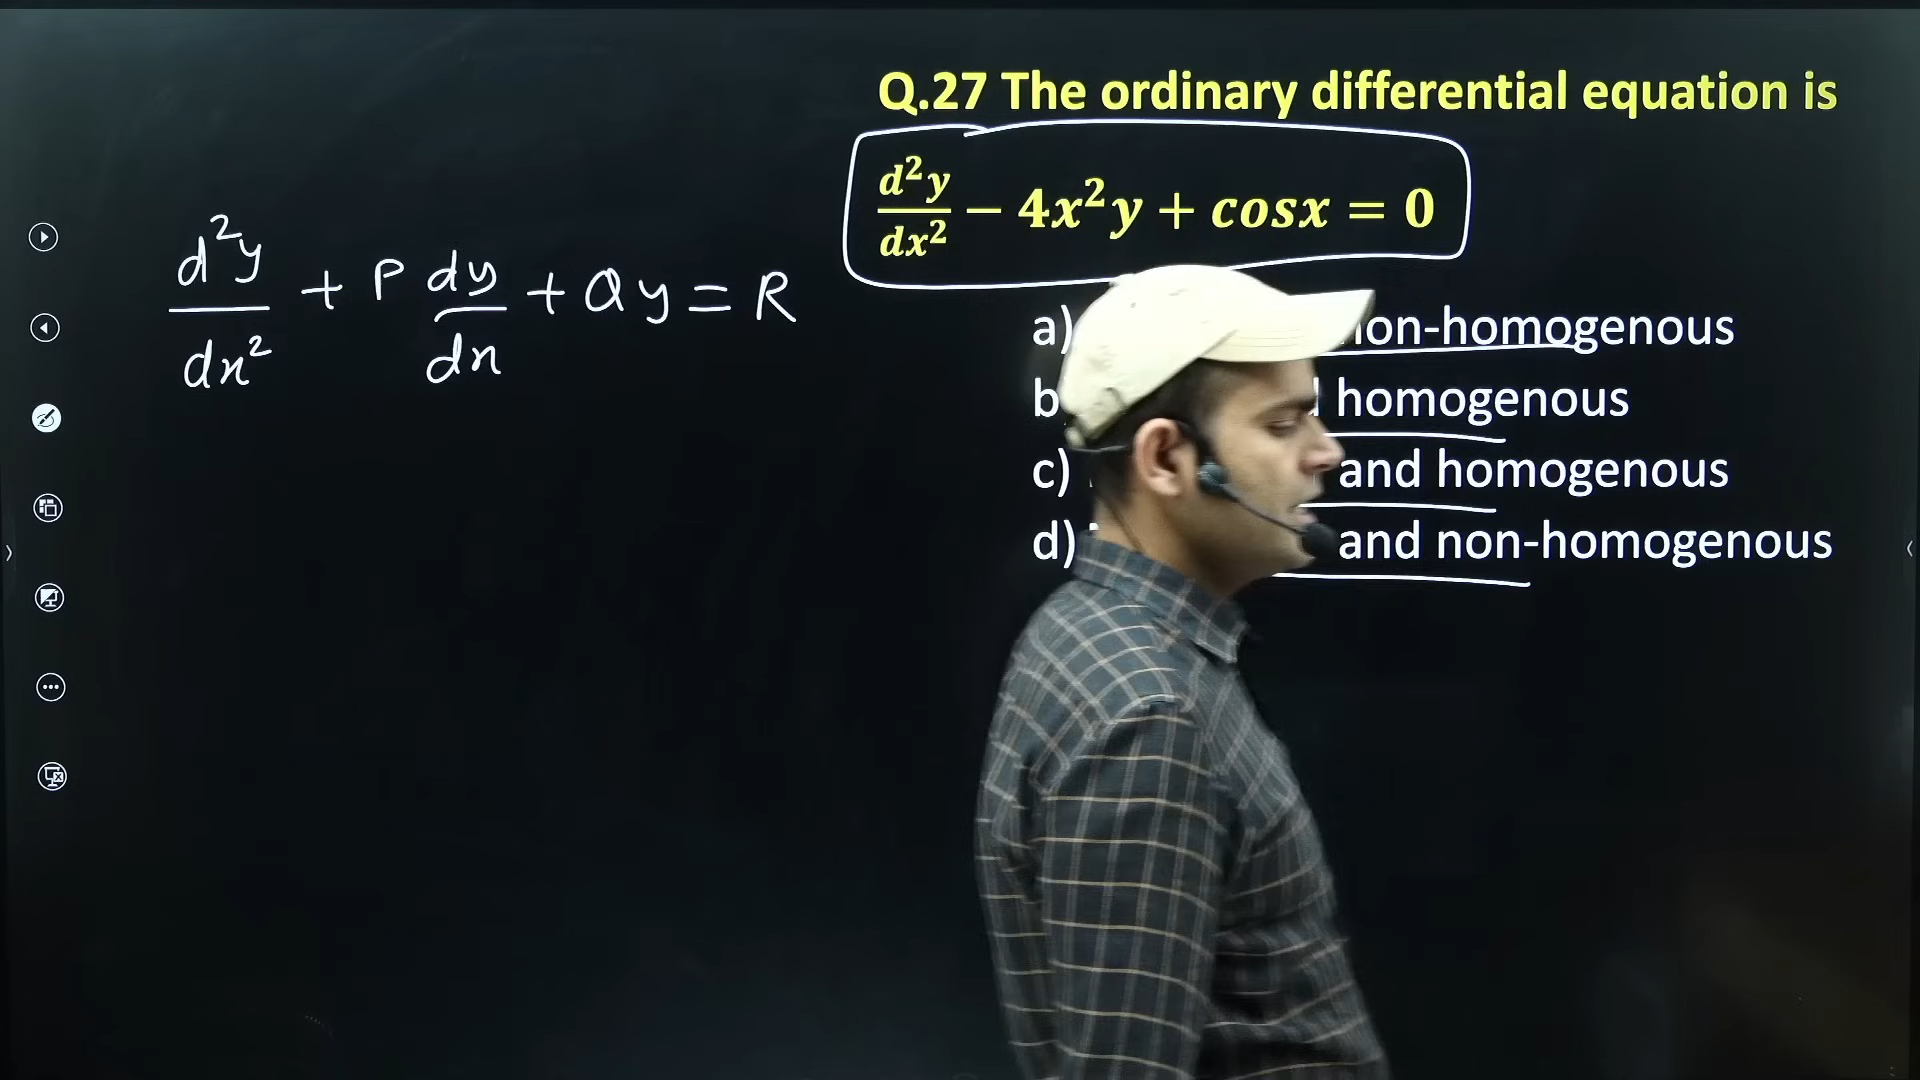 Q.27 The ordinary differential equation is
d²y/dx² − 4x²y + cosx = 0
d²y/dx² + P dy/dx + Qy = R
a) non-homogenous
b homogenous
c) and homogenous
d) and non-homogenous